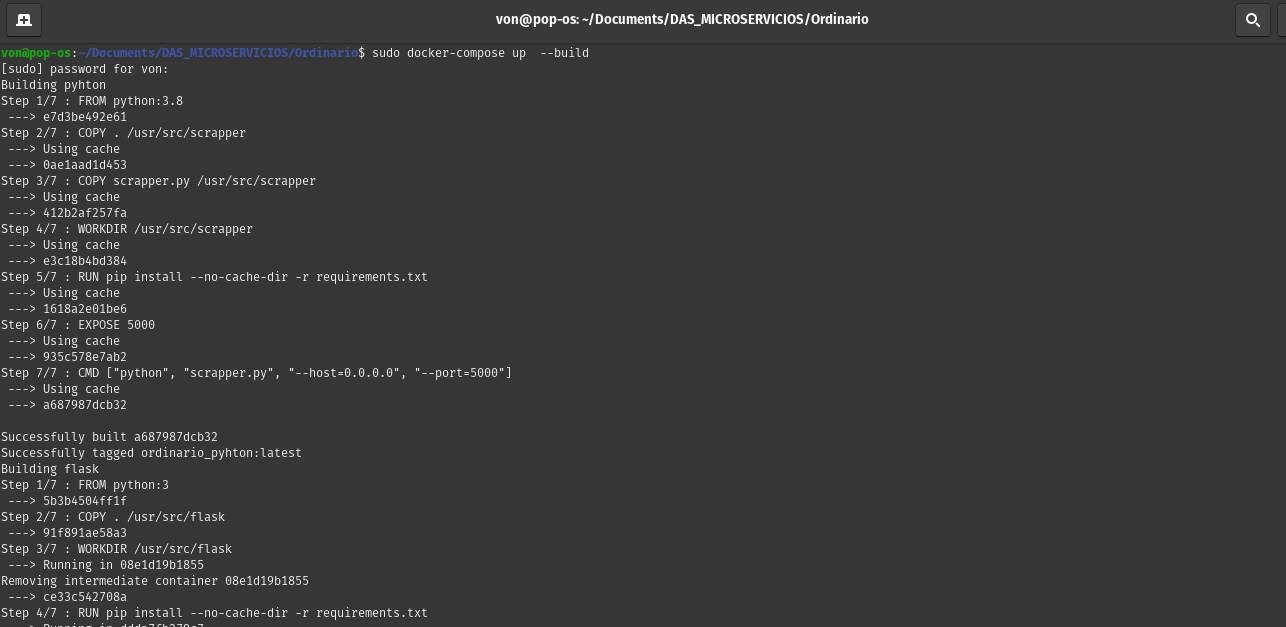 von@pop-os: ~/Documents/DAS_MICROSERVICIOS/Ordinario
von@pop-os:~/Documents/DAS_MICROSERVICIOS/Ordinario$ sudo docker-compose up  --build
[sudo] password for von:
Building pyhton
Step 1/7 : FROM python:3.8
 ---> e7d3be492e61
Step 2/7 : COPY . /usr/src/scrapper
 ---> Using cache
 ---> 0ae1aad1d453
Step 3/7 : COPY scrapper.py /usr/src/scrapper
 ---> Using cache
 ---> 412b2af257fa
Step 4/7 : WORKDIR /usr/src/scrapper
 ---> Using cache
 ---> e3c18b4bd384
Step 5/7 : RUN pip install --no-cache-dir -r requirements.txt
 ---> Using cache
 ---> 1618a2e01be6
Step 6/7 : EXPOSE 5000
 ---> Using cache
 ---> 935c578e7ab2
Step 7/7 : CMD ["python", "scrapper.py", "--host=0.0.0.0", "--port=5000"]
 ---> Using cache
 ---> a687987dcb32
Successfully built a687987dcb32
Successfully tagged ordinario_pyhton:latest
Building flask
Step 1/7 : FROM python:3
 ---> 5b3b4504ff1f
Step 2/7 : COPY . /usr/src/flask
 ---> 91f891ae58a3
Step 3/7 : WORKDIR /usr/src/flask
 ---> Running in 08e1d19b1855
Removing intermediate container 08e1d19b1855
 ---> ce33c542708a
Step 4/7 : RUN pip install --no-cache-dir -r requirements.txt
 ---> Running in